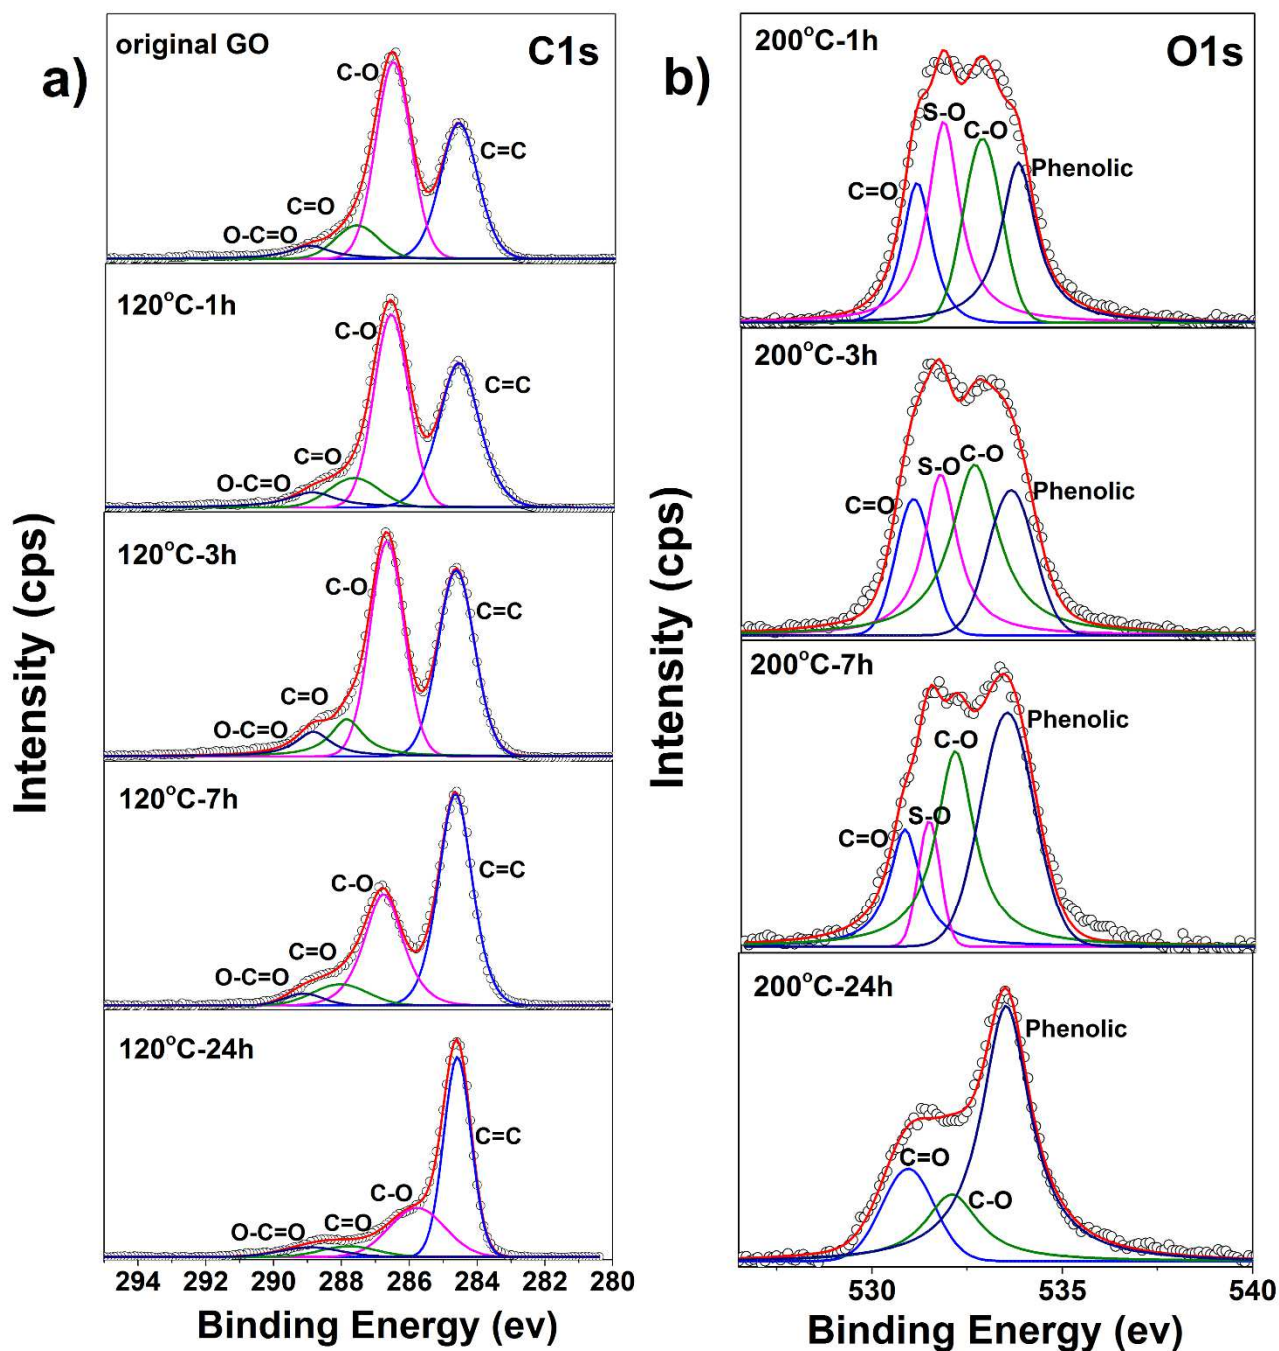 a)
Intensity (cps)
original GO
C1s
C-O
C=C
C=O
O-C=O
120°C-1h
C-O
C=C
C=O
O-C=O
120°C-3h
C-O
C=C
C=O
O-C=O
120°C-7h
C-O
C=C
C=O
O-C=O
120°C-24h
C=C
C-O
C=O
O-C=O
294 292 290 288 286 284 282 280
Binding Energy (ev)
b)
Intensity (cps)
200°C-1h
O1s
S-O
C-O
Phenolic
C=O
200°C-3h
S-O
C-O
Phenolic
C=O
200°C-7h
Phenolic
C-O
S-O
C=O
200°C-24h
Phenolic
C=O
C-O
530 535 540
Binding Energy (ev)